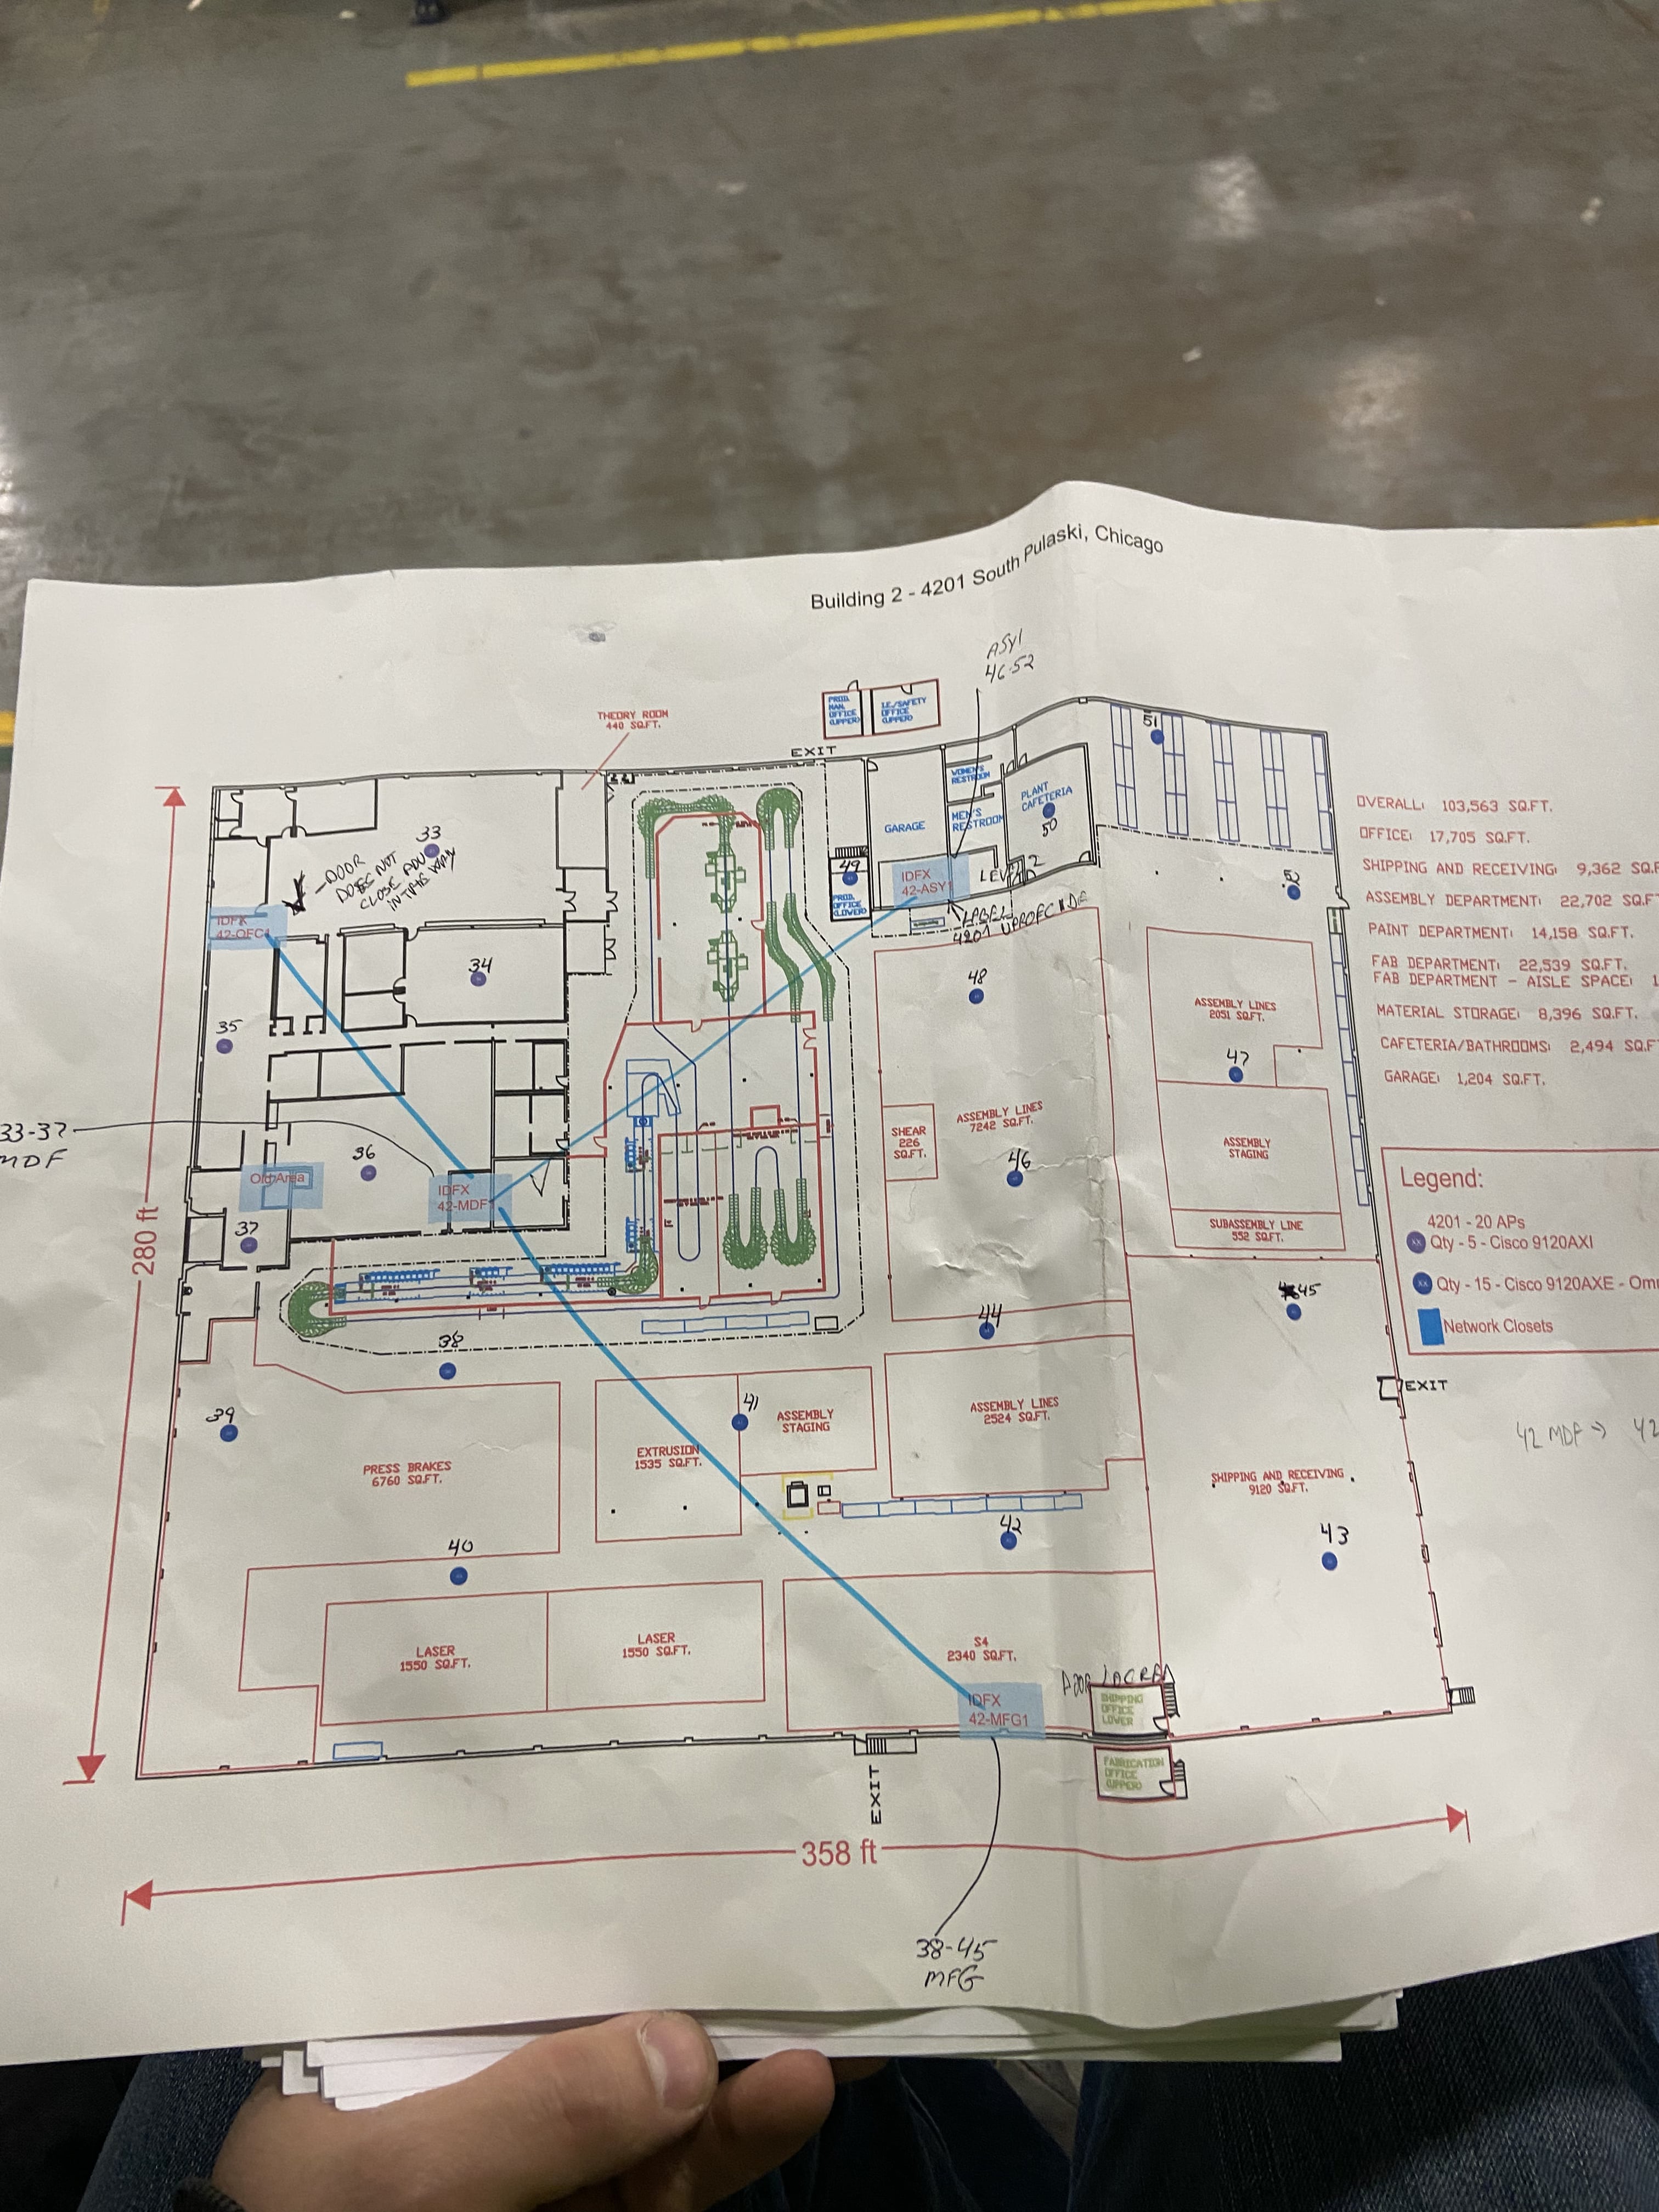 Building 2 - 4201 South Pulaski, Chicago
ASY1
46-52
THEORY ROOM
440 SQ.FT.
PROD.
MAN.
OFFICE
(UPPER)
I.E./SAFETY
OFFICE
(UPPER)
EXIT
51
WOMEN'S
RESTROOM
MEN'S
RESTROOM
PLANT
CAFETERIA
50
GARAGE
33
DOOR
DOES NOT
CLOSE ADU
49
PROD.
OFFICE
(LOWER)
IDFX
42-ASY1
LEVEL 2
LABEL
4201
IDFX
42-OFC1
34
35
48
52
OVERALL: 103,563 SQ.FT.
OFFICE: 17,705 SQ.FT.
SHIPPING AND RECEIVING: 9,362 SQ.F
ASSEMBLY DEPARTMENT: 22,702 SQ.FT
PAINT DEPARTMENT: 14,158 SQ.FT.
FAB DEPARTMENT: 22,539 SQ.FT.
FAB DEPARTMENT - AISLE SPACE: 1
MATERIAL STORAGE: 8,396 SQ.FT.
CAFETERIA/BATHROOMS: 2,494 SQ.FT
GARAGE: 1,204 SQ.FT.
ASSEMBLY LINES
2051 SQ.FT.
47
ASSEMBLY LINES
7242 SQ.FT.
SHEAR
226
SQ.FT.
46
ASSEMBLY
STAGING
SUBASSEMBLY LINE
552 SQ.FT.
33-37
MDF
36
Old Area
IDFX
42-MDF1
37
280 ft
Legend:
4201 - 20 APs
Qty - 5 - Cisco 9120AXI
Qty - 15 - Cisco 9120AXE - Omn
Network Closets
45
44
38
39
41
EXIT
ASSEMBLY
STAGING
ASSEMBLY LINES
2524 SQ.FT.
PRESS BRAKES
6760 SQ.FT.
EXTRUSION
1535 SQ.FT.
42 MDF → 42
SHIPPING AND RECEIVING
9120 SQ.FT.
40
42
43
LASER
1550 SQ.FT.
LASER
1550 SQ.FT.
S4
2340 SQ.FT.
IDFX
42-MFG1
SHIPPING
OFFICE
LOWER
FABRICATION
OFFICE
(UPPER)
EXIT
358 ft
38-45
MFG